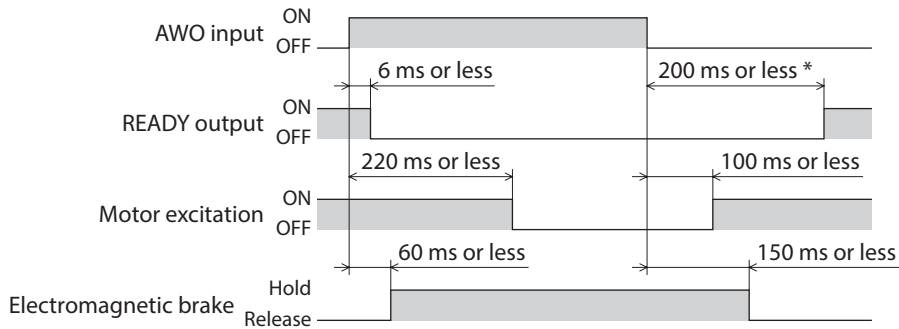 AWO input
ON
OFF
6 ms or less
200 ms or less *
READY output
ON
OFF
220 ms or less
100 ms or less
Motor excitation
ON
OFF
60 ms or less
150 ms or less
Electromagnetic brake
Hold
Release